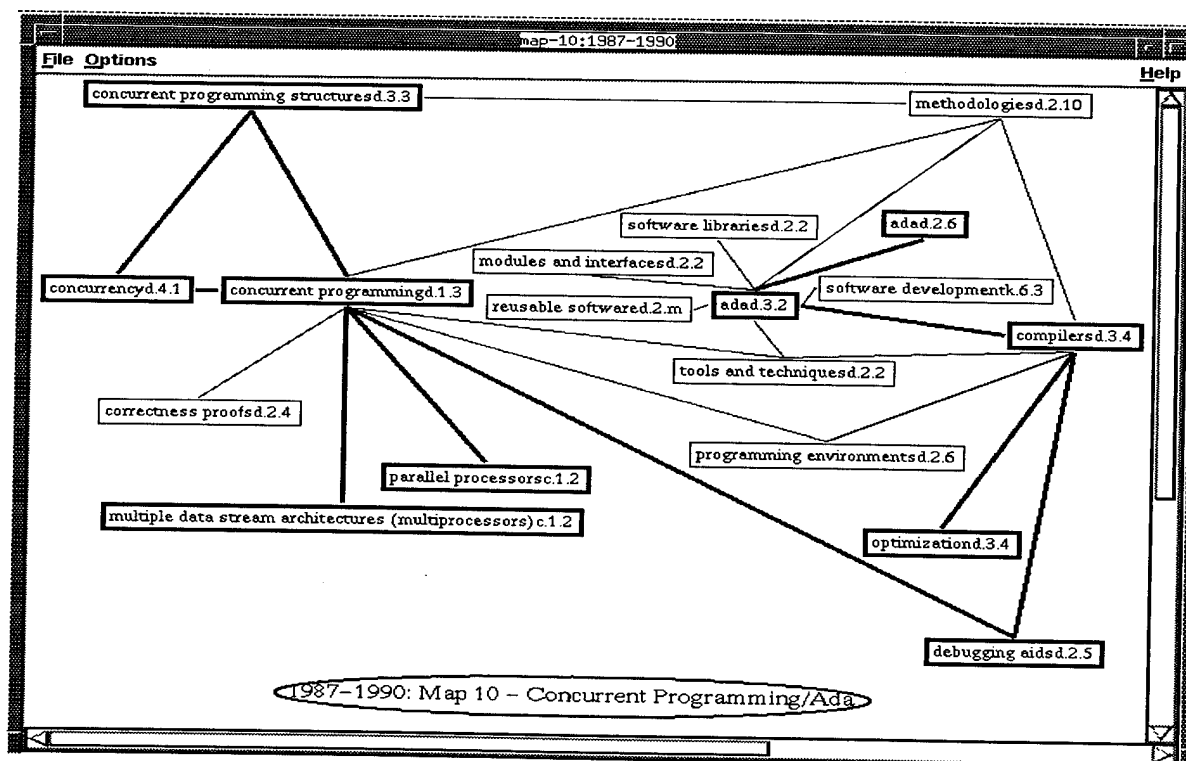 map-10:1987-1990
File Options
Help
concurrent programming structuresd.3.3
methodologiesd.2.10
software librariesd.2.2
adad.2.6
modules and interfacesd.2.2
concurrencyd.4.1
concurrent programmingd.1.3
software developmentk.6.3
reusable softwared.2.m
adad.3.2
compilersd.3.4
tools and techniquesd.2.2
correctness proofsd.2.4
programming environmentsd.2.6
parallel processorsc.1.2
multiple data stream architectures (multiprocessors)c.1.2
optimizationd.3.4
debugging aidsd.2.5
1987-1990: Map 10 - Concurrent Programming/Ada